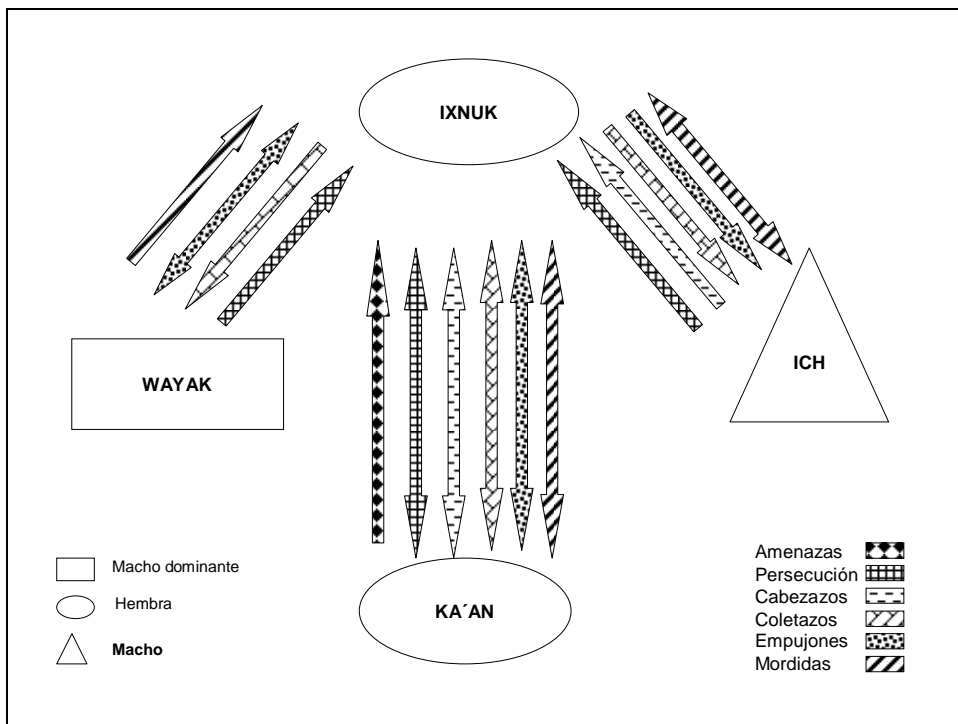 IXNUK
WAYAK
ICH
KA´AN
Macho dominante
Hembra
Macho
Amenazas
Persecución
Cabezazos
Coletazos
Empujones
Mordidas